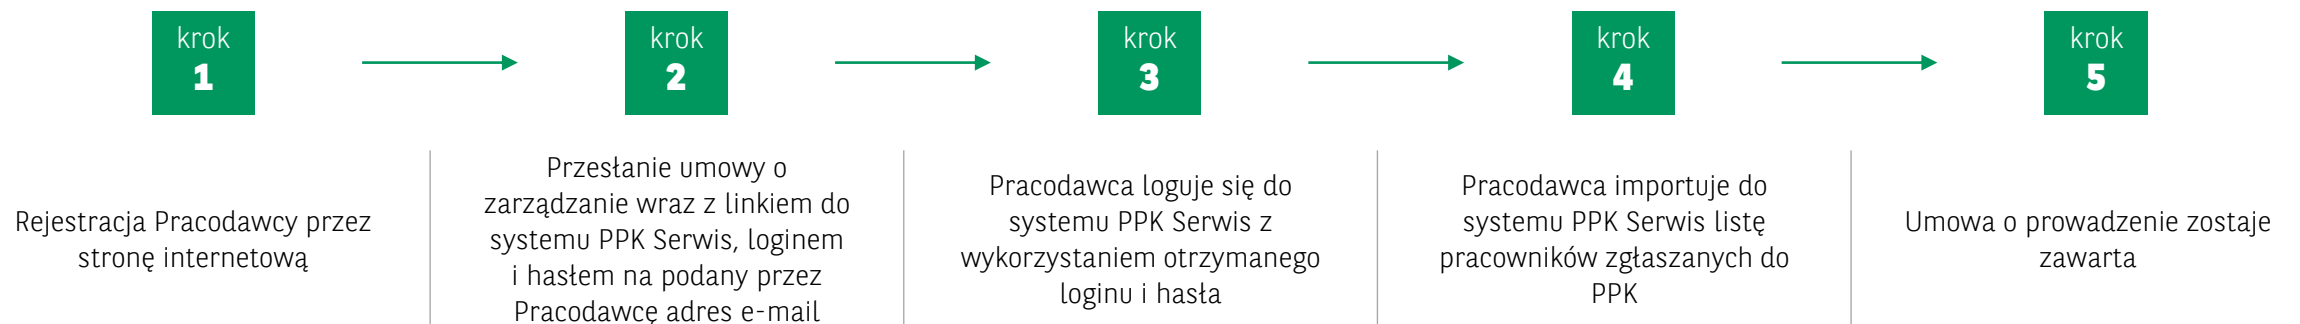 krok
1
krok
2
krok
3
krok
4
krok
5
Rejestracja Pracodawcy przez
stronę internetową
Przesłanie umowy o
zarządzanie wraz z linkiem do
systemu PPK Serwis, loginem
i hasłem na podany przez
Pracodawcę adres e-mail
Pracodawca loguje się do
systemu PPK Serwis z
wykorzystaniem otrzymanego
loginu i hasła
Pracodawca importuje do
systemu PPK Serwis listę
pracowników zgłaszanych do
PPK
Umowa o prowadzenie zostaje
zawarta